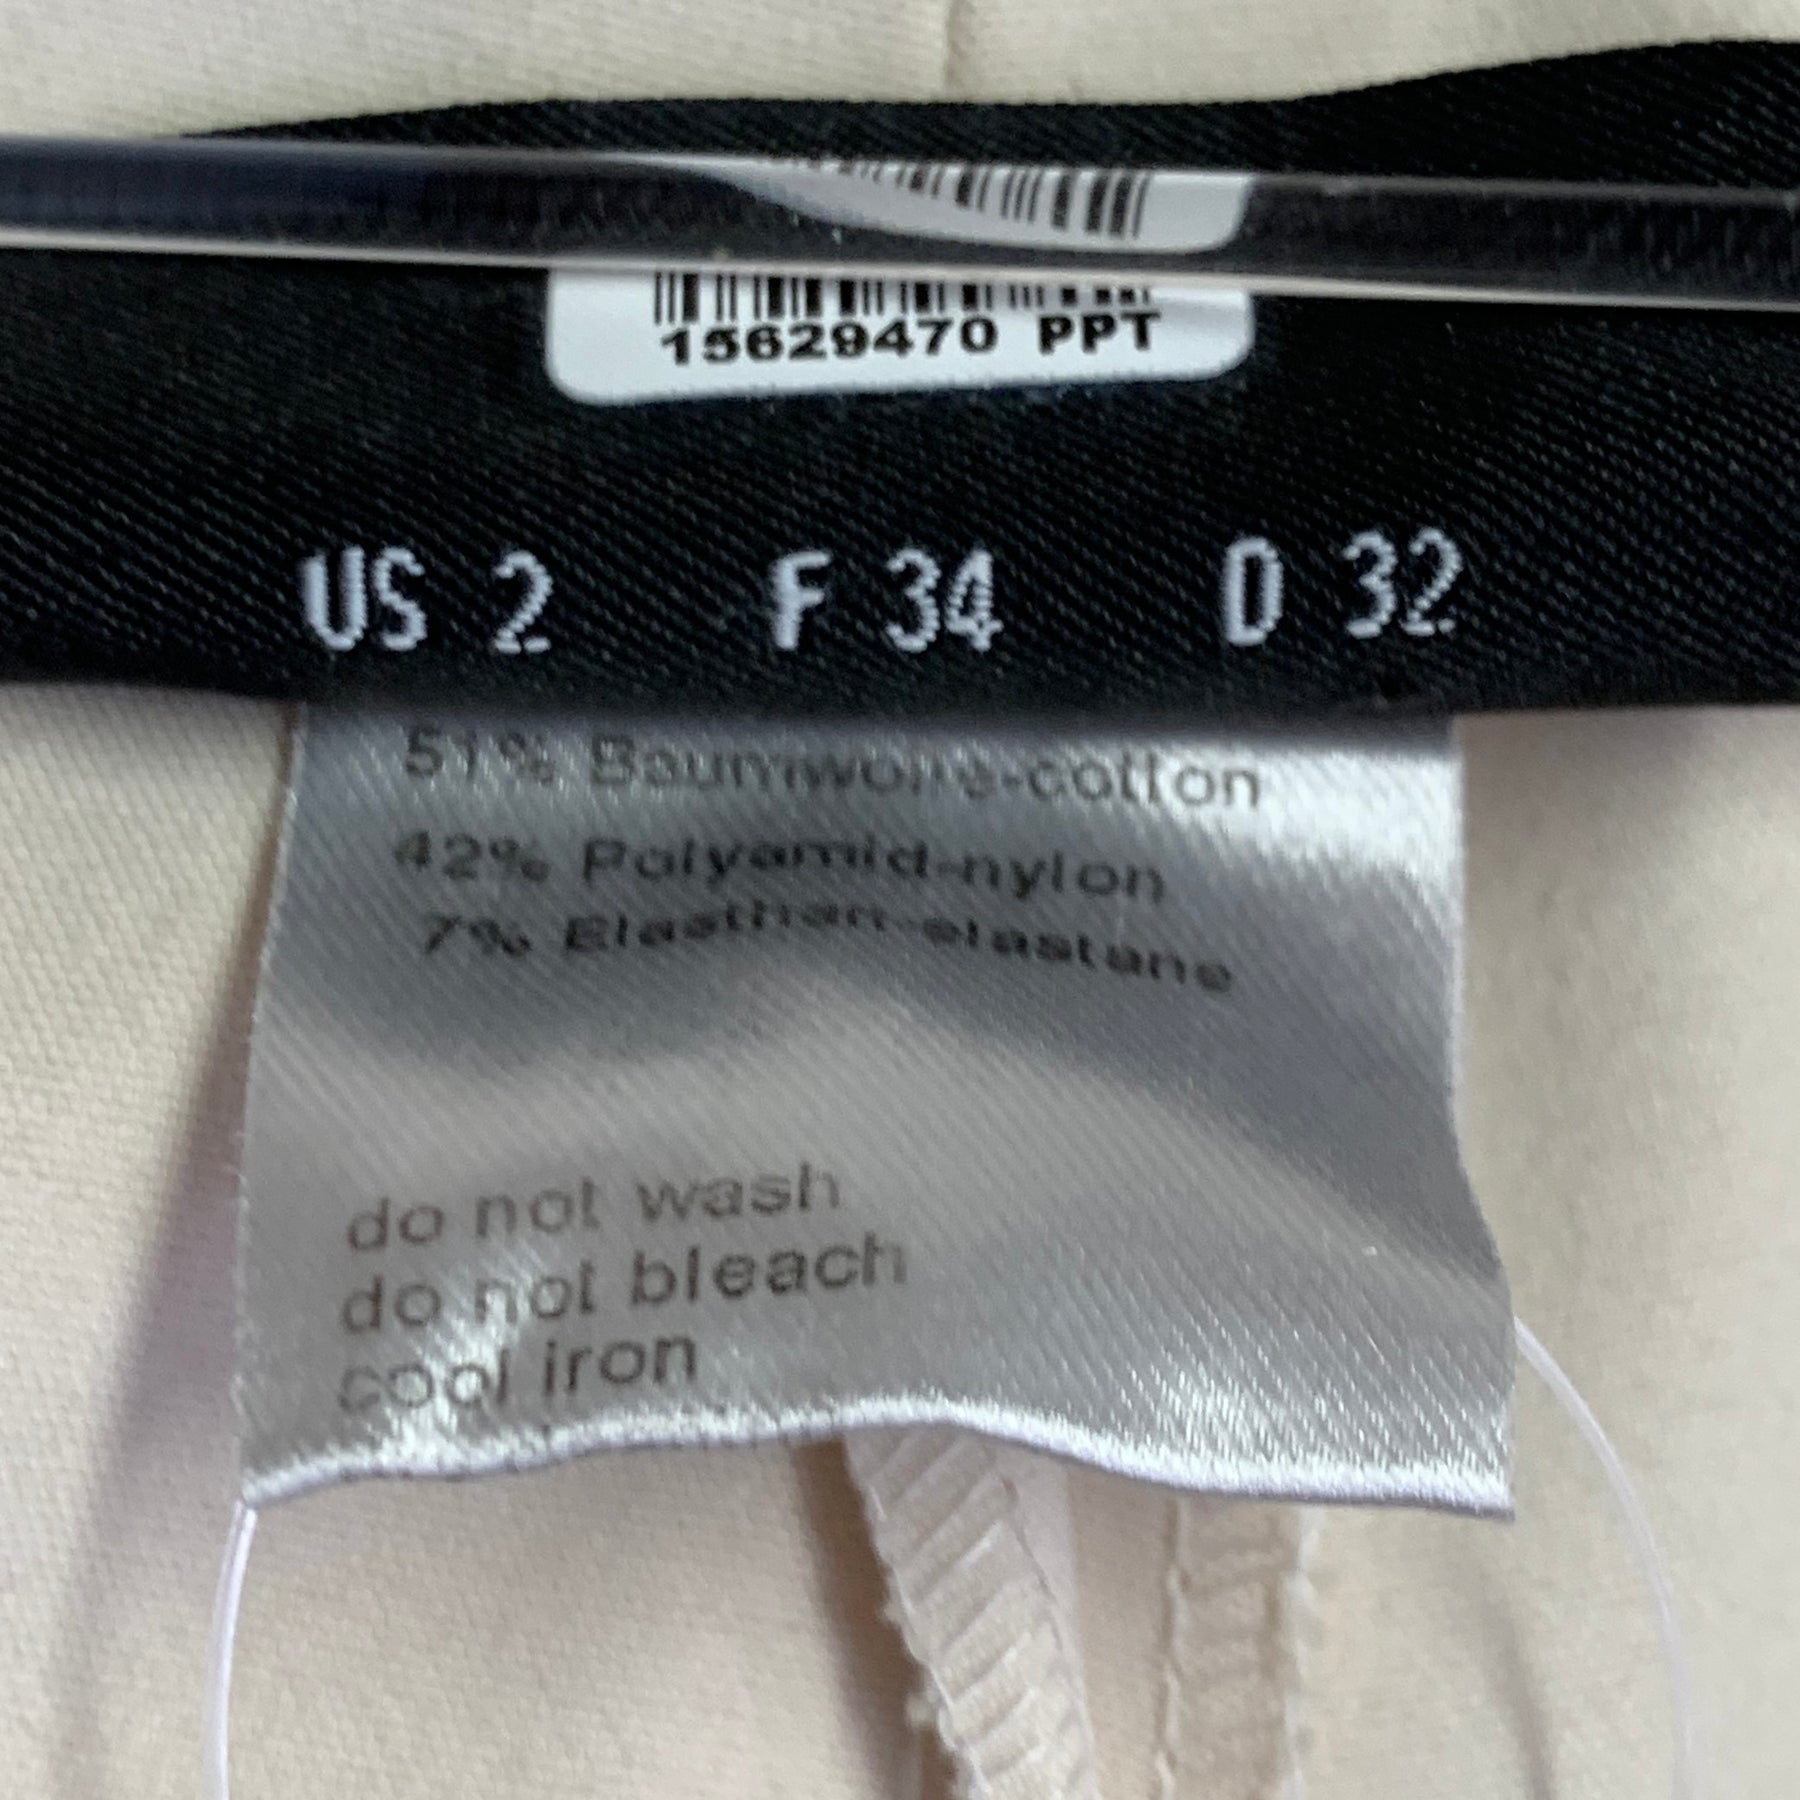 15629470 PPT
US 2 F 34 D 32
51% Baumwolle-cotton
42% Polyamid-nylon
7% Elasthan-elastane
do not wash
do not bleach
cool iron